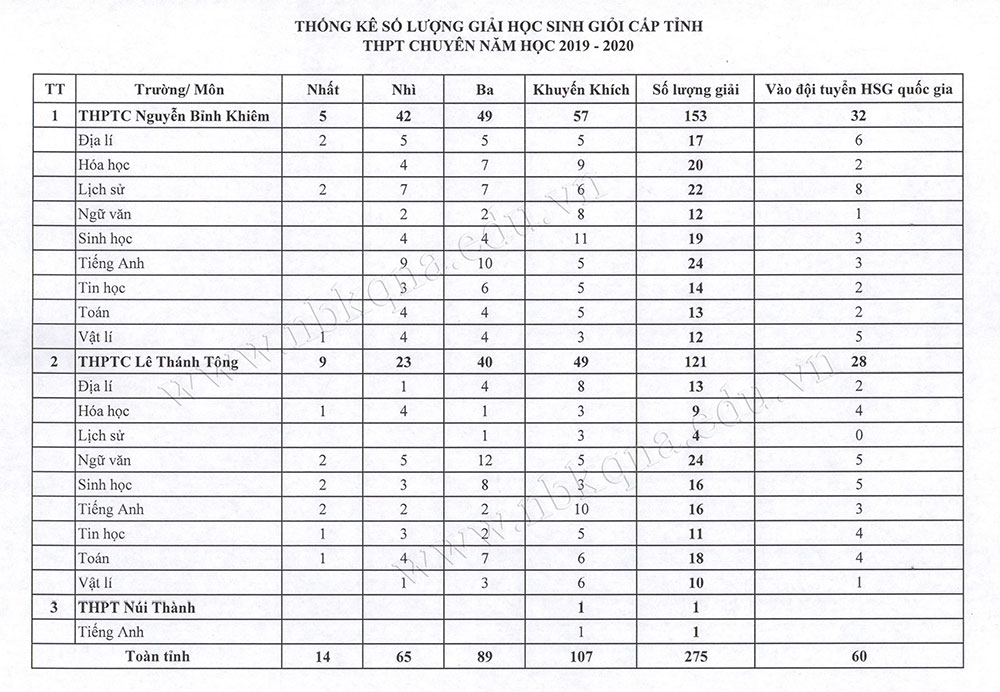 THỐNG KÊ SỐ LƯỢNG GIẢI HỌC SINH GIỎI CẤP TỈNH
THPT CHUYÊN NĂM HỌC 2019 - 2020
TT Trường/ Môn Nhất Nhì Ba Khuyến Khích Số lượng giải Vào đội tuyển HSG quốc gia
1 THPTC Nguyễn Bỉnh Khiêm 5 42 49 57 153 32
Địa lí 2 5 5 5 17 6
Hóa học 4 7 9 20 2
Lịch sử 2 7 7 6 22 8
Ngữ văn 2 2 8 12 1
Sinh học 4 4 11 19 3
Tiếng Anh 9 10 5 24 3
Tin học 3 6 5 14 2
Toán 4 4 5 13 2
Vật lí 1 4 4 3 12 5
2 THPTC Lê Thánh Tông 9 23 40 49 121 28
Địa lí 1 4 8 13 2
Hóa học 1 4 1 3 9 4
Lịch sử 1 3 4 0
Ngữ văn 2 5 12 5 24 5
Sinh học 2 3 8 3 16 5
Tiếng Anh 2 2 2 10 16 3
Tin học 1 3 2 5 11 4
Toán 1 4 7 6 18 4
Vật lí 1 3 6 10 1
3 THPT Núi Thành 1 1
Tiếng Anh 1 1
Toàn tỉnh 14 65 89 107 275 60
www.nbkqna.edu.vn
www.nbkqna.edu.vn